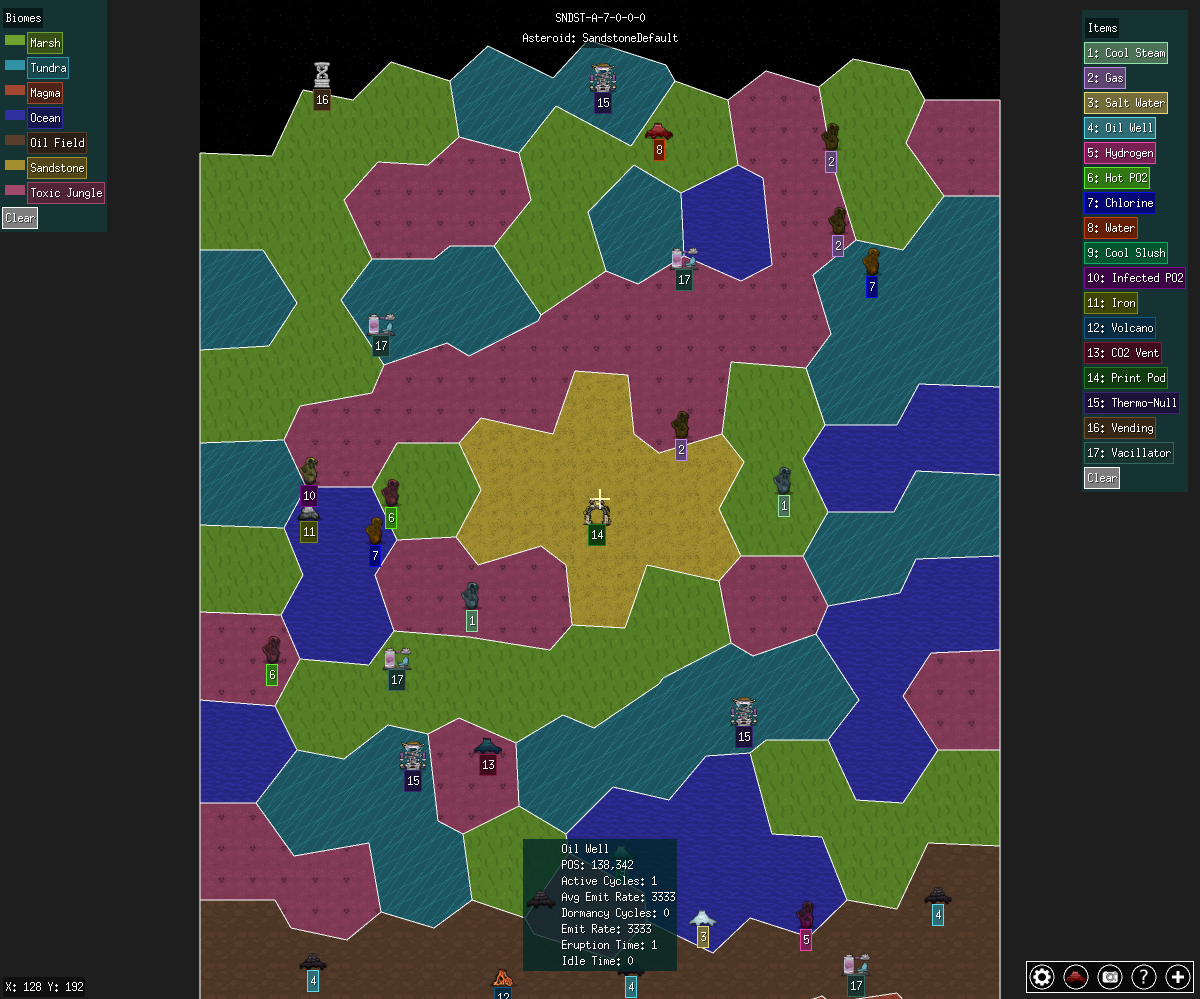 Biomes
Marsh
Tundra
Magma
Ocean
Oil Field
Sandstone
Toxic Jungle
Clear
SNDST-A-7-0-0-0
Asteroid: SandstoneDefault
Items
1: Cool Steam
2: Gas
3: Salt Water
4: Oil Well
5: Hydrogen
6: Hot PO2
7: Chlorine
8: Water
9: Cool Slush
10: Infected PO2
11: Iron
12: Volcano
13: CO2 Vent
14: Print Pod
15: Thermo-Null
16: Vending
17: Vacillator
Clear
16
15
8
2
2
17
7
17
2
10
6
1
11
14
7
1
6
17
15
15
13
Oil Well
POS: 138,342
Active Cycles: 1
Avg Emit Rate: 3333
Dormancy Cycles: 0
Emit Rate: 3333
Eruption Time: 1
Idle Time: 0
4
3
5
4
12
4
17
X: 128 Y: 192
?